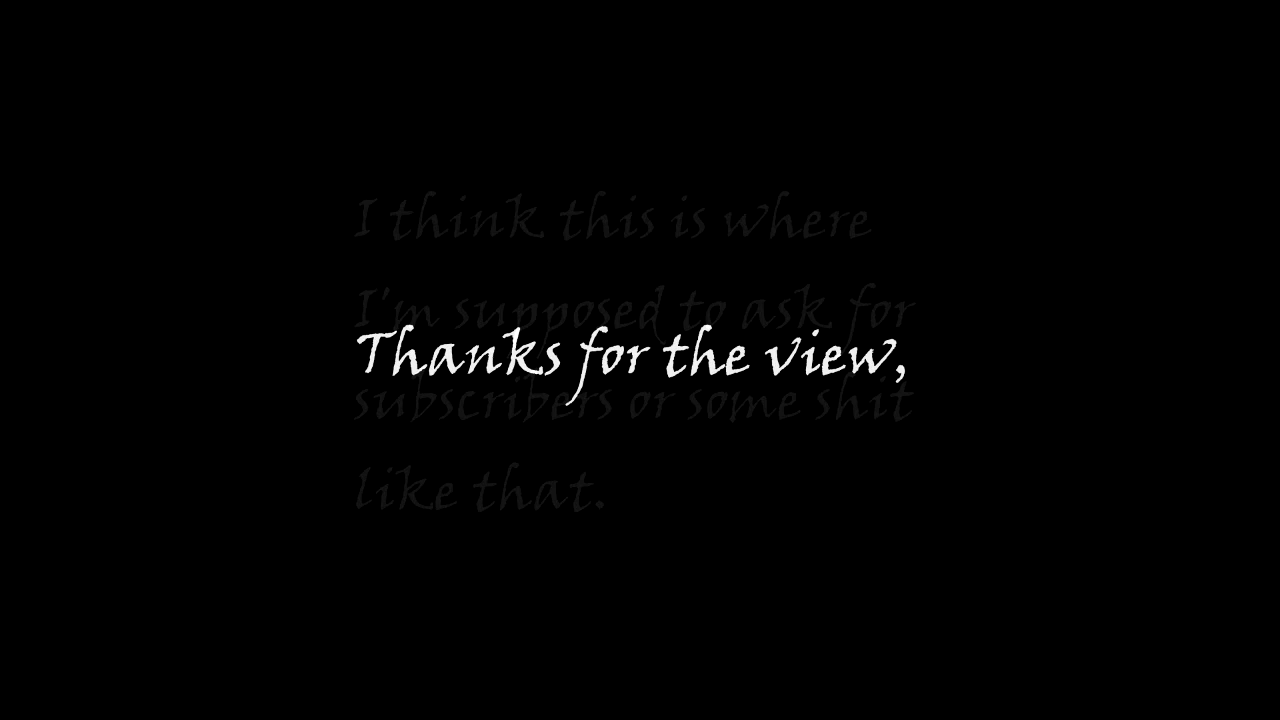 I think this is where
I'm supposed to ask for
Thanks for the view,
subscribers or some shit
like that.